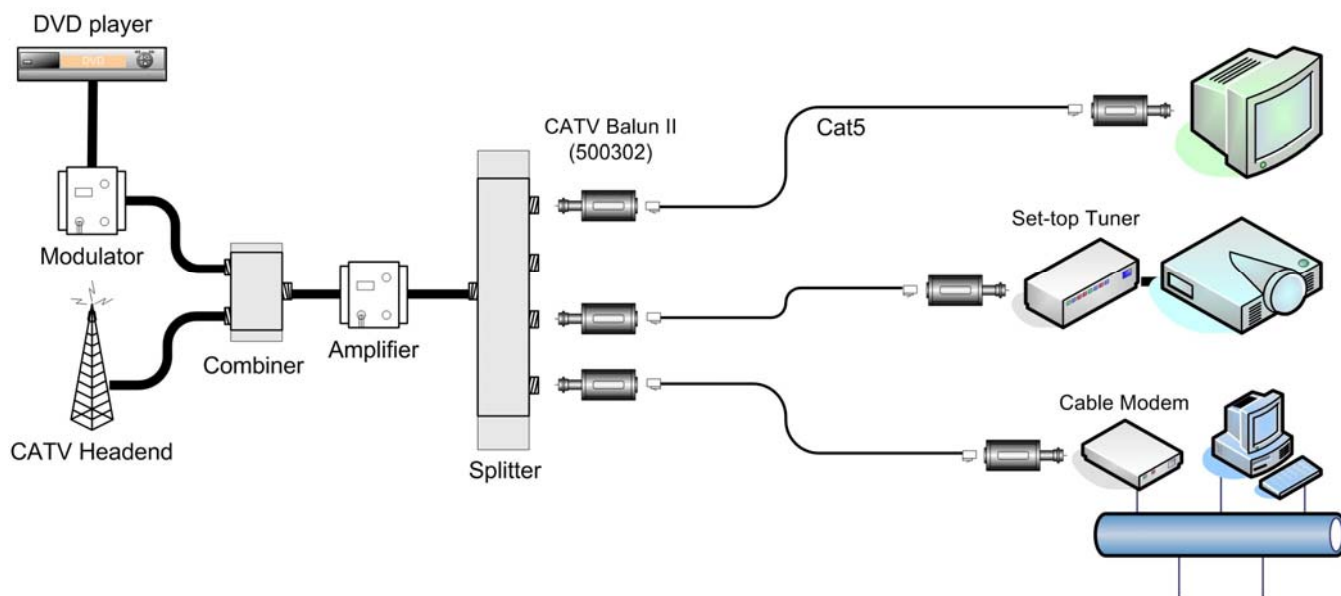 DVD player
DVD
Modulator
CATV Headend
Combiner
Amplifier
Splitter
CATV Balun II
(500302)
Cat5
Set-top Tuner
Cable Modem